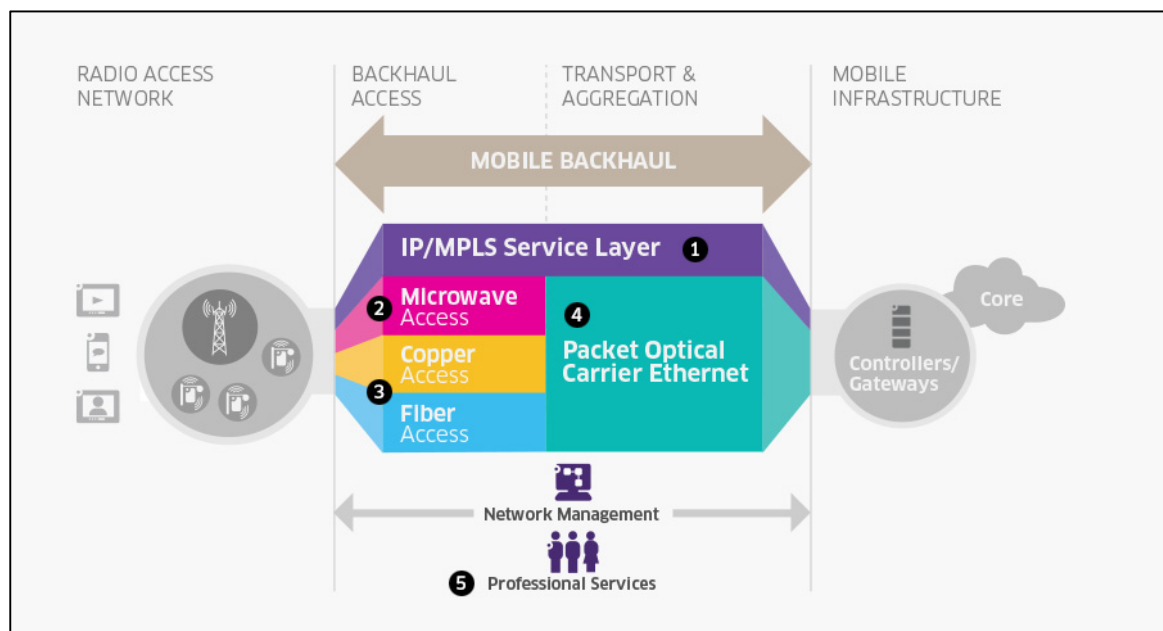 RADIO ACCESS
NETWORK
BACKHAUL
ACCESS
TRANSPORT &
AGGREGATION
MOBILE
INFRASTRUCTURE
MOBILE BACKHAUL
IP/MPLS Service Layer 1
2 Microwave
Access
Copper
Access
3 Fiber
Access
4
Packet Optical
Carrier Ethernet
Controllers/
Gateways
Core
Network Management
5 Professional Services